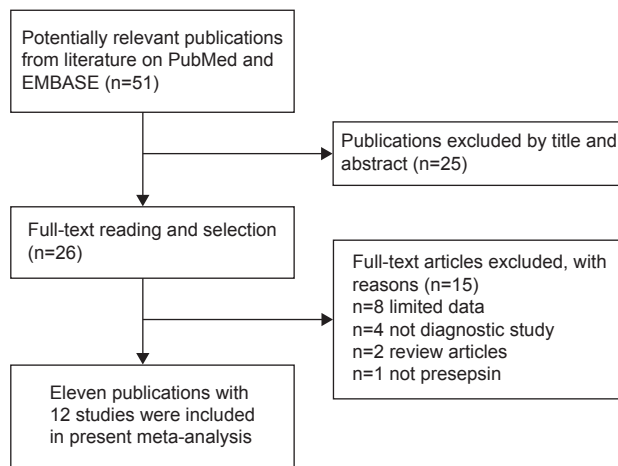 Potentially relevant publications
from literature on PubMed and
EMBASE (n=51)
Publications excluded by title and
abstract (n=25)
Full-text reading and selection
(n=26)
Full-text articles excluded, with
reasons (n=15)
n=8 limited data
n=4 not diagnostic study
n=2 review articles
n=1 not presepsin
Eleven publications with
12 studies were included
in present meta-analysis